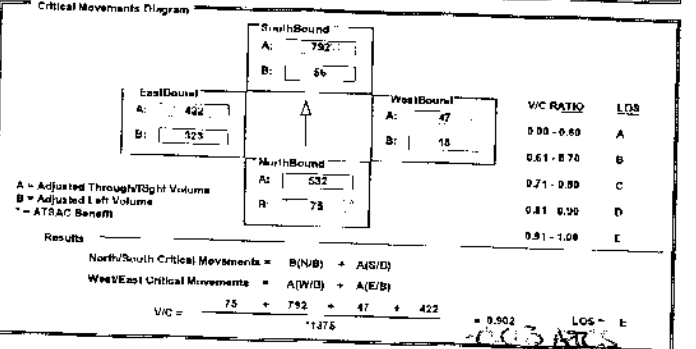 Critical Movements Diagram
SouthBound
A: 792
B: 56
EastBound
A: 422
B: 323
WestBound
A: 47
B: 18
NorthBound
A: 532
B: 75
V/C RATIO LOS
0.00 - 0.60 A
0.61 - 0.70 B
0.71 - 0.80 C
0.81 - 0.90 D
0.91 - 1.00 E
A = Adjusted Through/Right Volume
B = Adjusted Left Volume
* = ATSAC Benefit
Results
North/South Critical Movements = B(N/B) + A(S/B)
West/East Critical Movements = A(W/B) + A(E/B)
V/C = 75 + 792 + 47 + 422
*1375
= 0.902 LOS = E